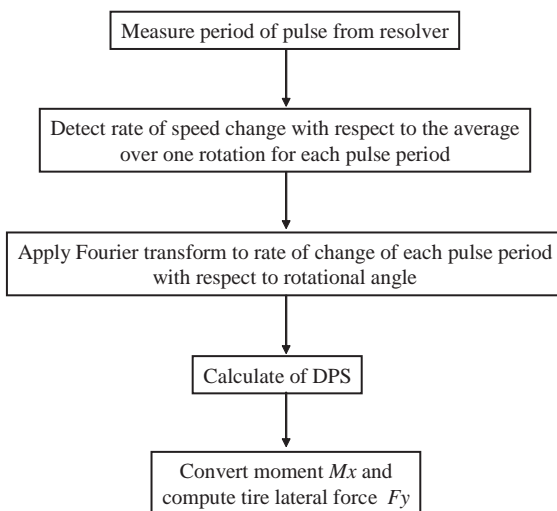 Measure period of pulse from resolver
Detect rate of speed change with respect to the average
over one rotation for each pulse period
Apply Fourier transform to rate of change of each pulse period
with respect to rotational angle
Calculate of DPS
Convert moment Mx and
compute tire lateral force Fy